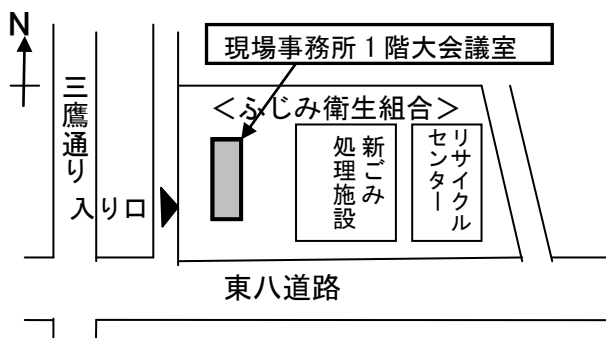 N
現場事務所1階大会議室
三鷹通り
<ふじみ衛生組合>
新ごみ
処理施設
リサイクル
センター
入り口
東八道路